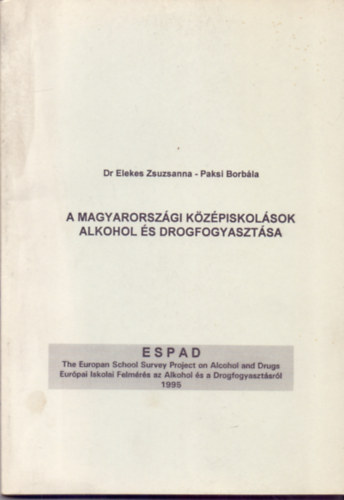 Dr Elekes Zsuzsanna - Paksi Borbála
A MAGYARORSZÁGI KÖZÉPISKOLÁSOK
ALKOHOL ÉS DROGFOGYASZTÁSA
ESPAD
The Europan School Survey Project on Alcohol and Drugs
Európai Iskolai Felmérés az Alkohol és a Drogfogyasztásról
1995